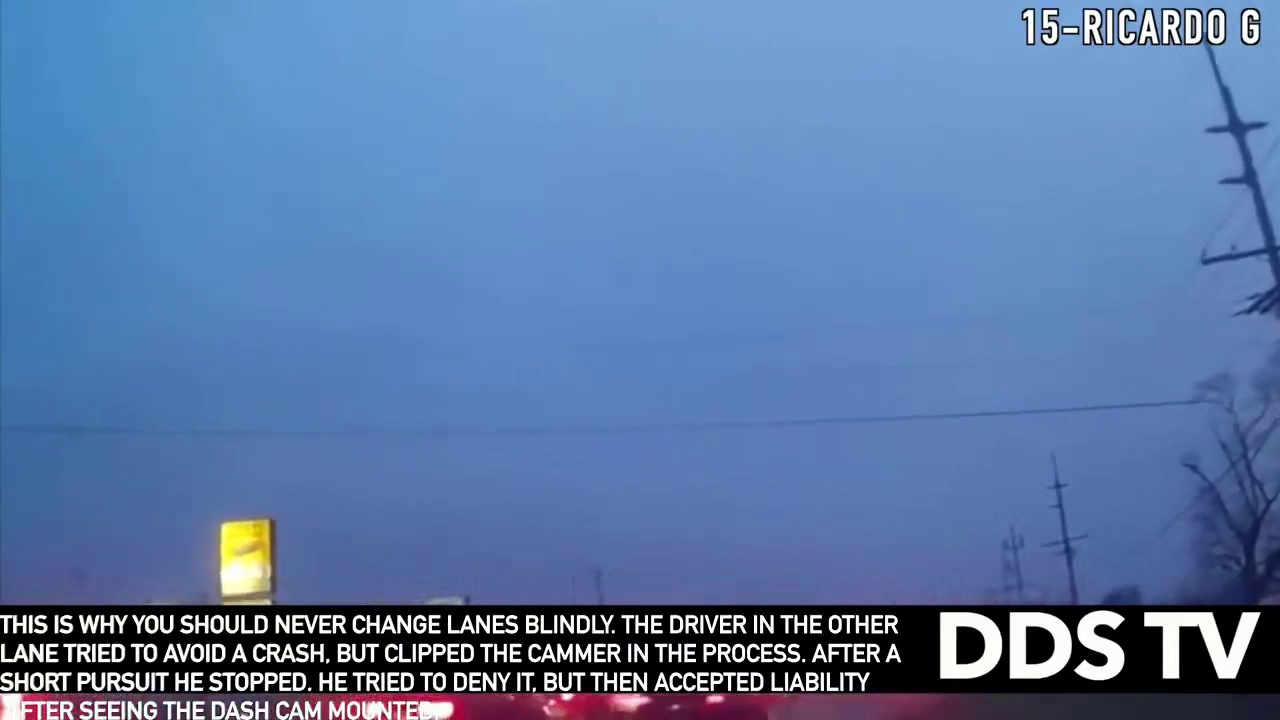 15-RICARDO G
THIS IS WHY YOU SHOULD NEVER CHANGE LANES BLINDLY. THE DRIVER IN THE OTHER
LANE TRIED TO AVOID A CRASH, BUT CLIPPED THE CAMMER IN THE PROCESS. AFTER A
SHORT PURSUIT HE STOPPED. HE TRIED TO DENY IT, BUT THEN ACCEPTED LIABILITY
AFTER SEEING THE DASH CAM MOUNTED.
DDS TV